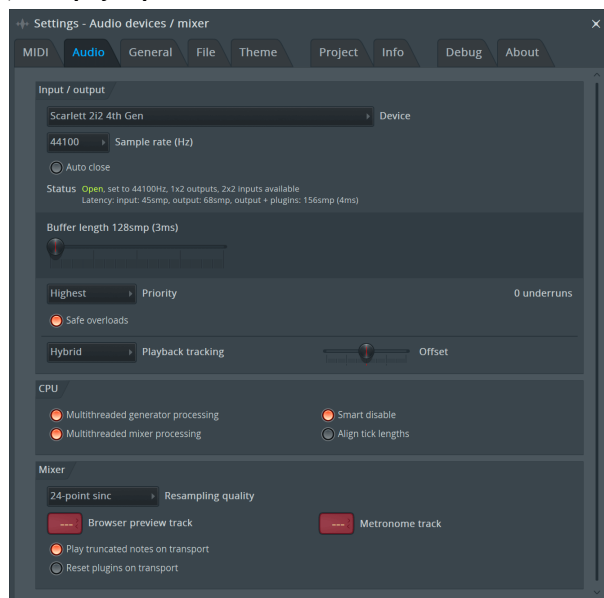 Settings - Audio devices / mixer
MIDI Audio General File Theme Project Info Debug About
Input / output
Scarlett 2i2 4th Gen Device
44100 Sample rate (Hz)
Auto close
Status Open, set to 44100Hz, 1x2 outputs, 2x2 inputs available
Latency: input: 45smp, output: 68smp, output + plugins: 156smp (4ms)
Buffer length 128smp (3ms)
Highest Priority 0 underruns
Safe overloads
Hybrid Playback tracking Offset
CPU
Multithreaded generator processing Smart disable
Multithreaded mixer processing Align tick lengths
Mixer
24-point sinc Resampling quality
--- Browser preview track --- Metronome track
Play truncated notes on transport
Reset plugins on transport